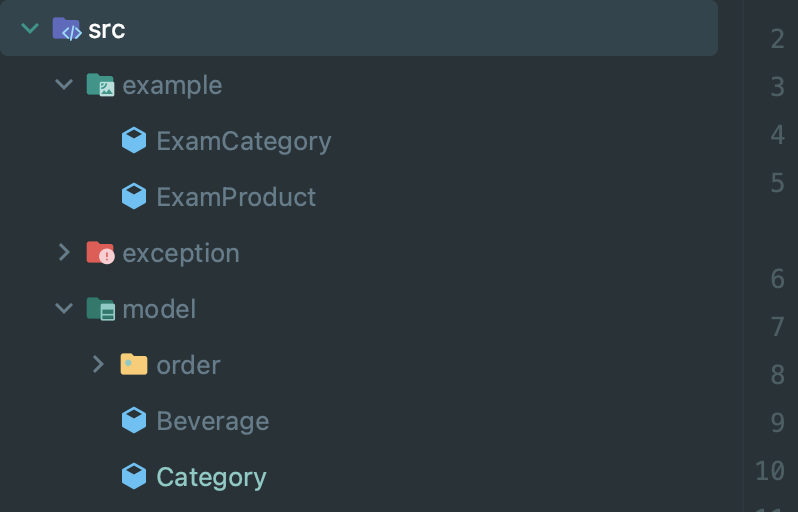 src
2
example
3
ExamCategory
4
ExamProduct
5
exception
6
model
7
order
8
Beverage
9
Category
10